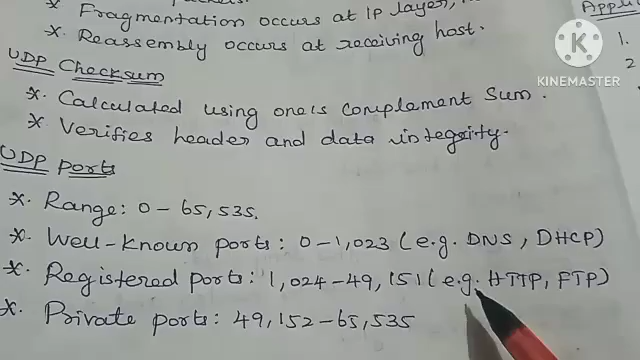 * Fragmentation occurs at IP layer,
* Reassembly occurs at receiving host.
UDP Checksum
* Calculated using one's complement Sum.
* Verifies header and data integrity.
UDP Ports
* Range: 0-65,535.
* Well-known ports: 0-1,023 (e.g. DNS, DHCP)
* Registered ports: 1,024-49,151 (e.g. HTTP, FTP)
* Private ports: 49,152-65,535
Appli
1.
2
KINEMASTER